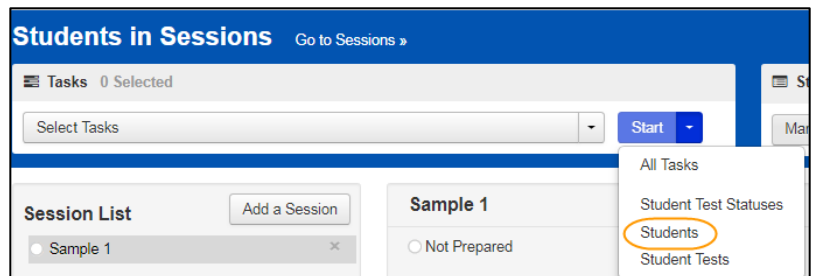 Students in Sessions Go to Sessions »
Tasks 0 Selected
Select Tasks
Start
All Tasks
Student Test Statuses
Students
Student Tests
Session List
Add a Session
Sample 1 ×
Sample 1
Not Prepared